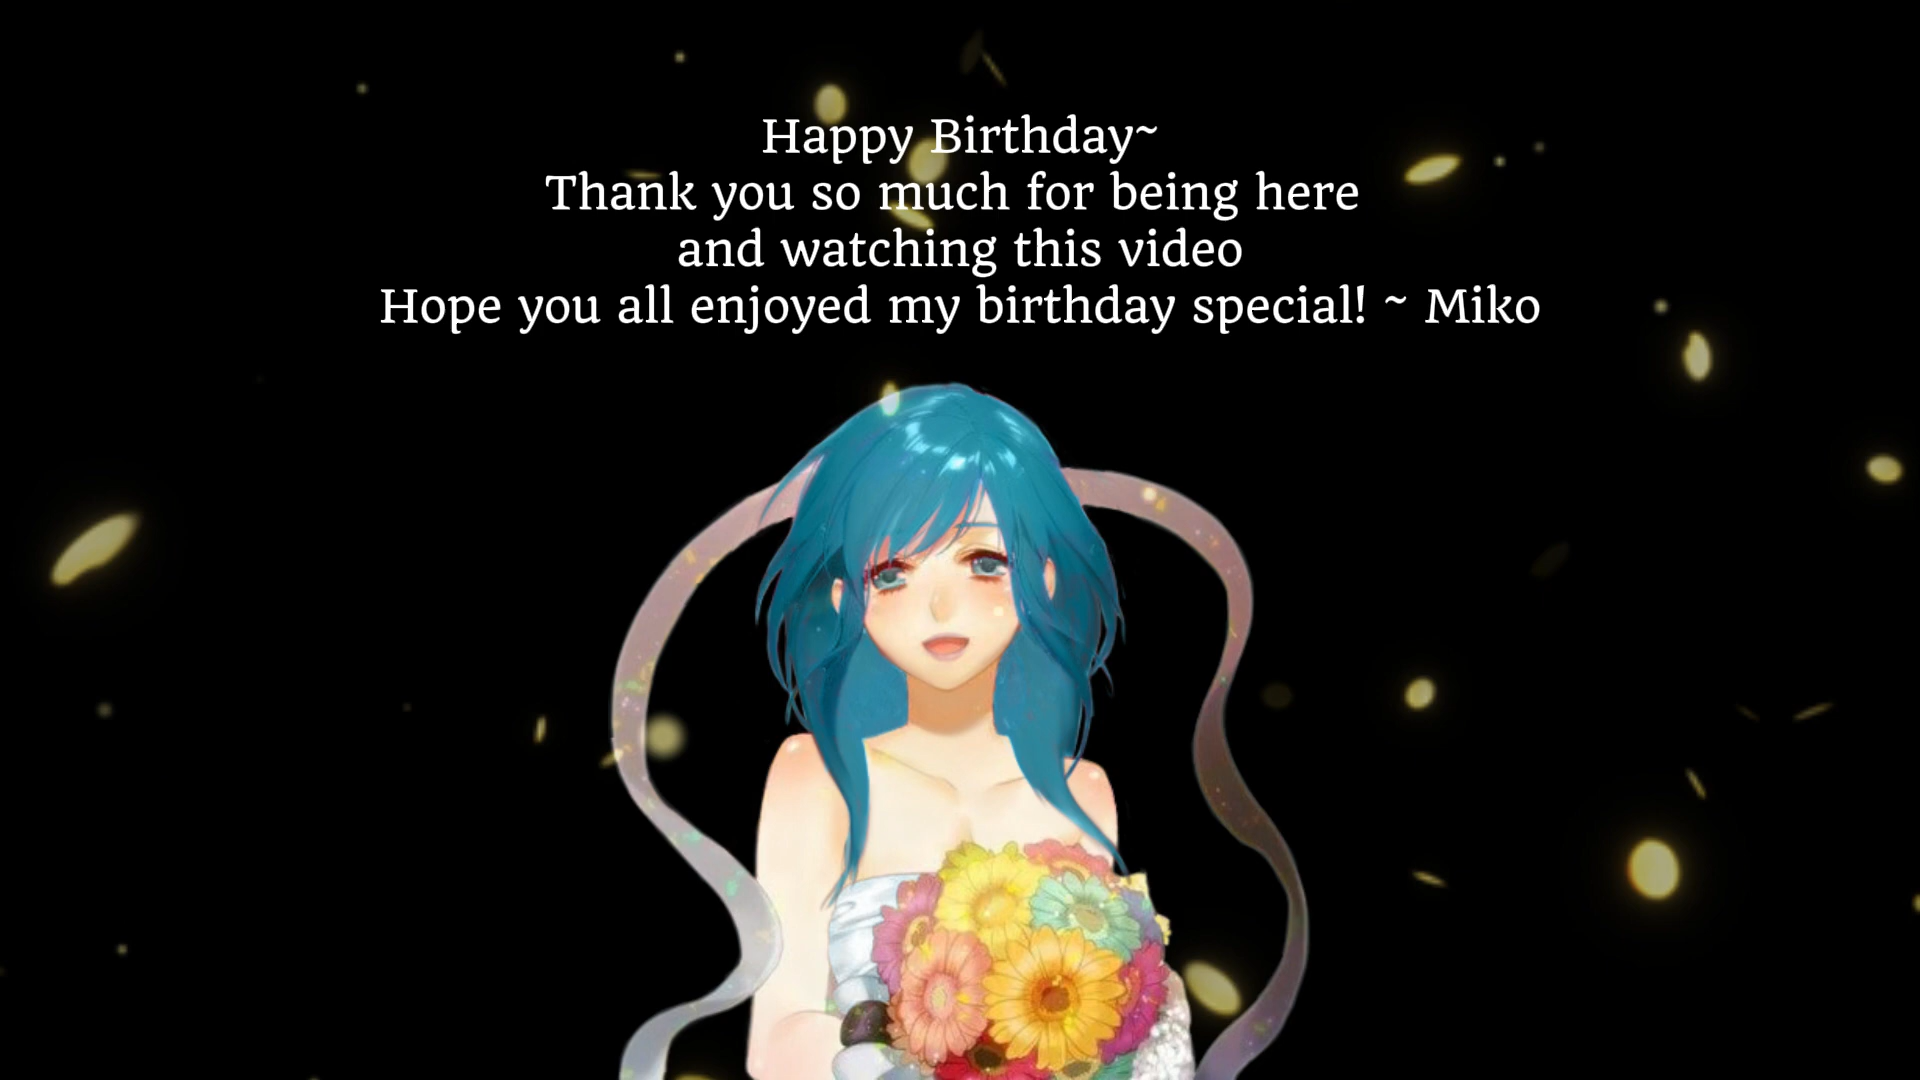 Happy Birthday~
Thank you so much for being here
and watching this video
Hope you all enjoyed my birthday special! ~ Miko